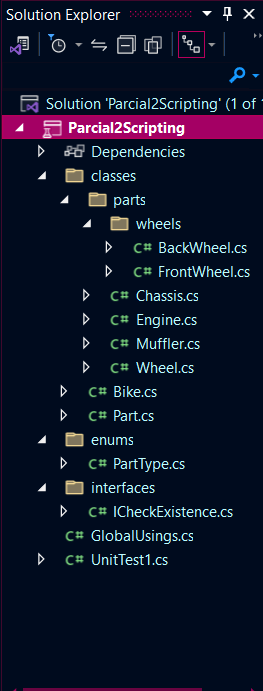 Solution Explorer
Solution 'Parcial2Scripting' (1 of 1
Parcial2Scripting
Dependencies
classes
parts
wheels
C# BackWheel.cs
C# FrontWheel.cs
C# Chassis.cs
C# Engine.cs
C# Muffler.cs
C# Wheel.cs
C# Bike.cs
C# Part.cs
enums
C# PartType.cs
interfaces
C# ICheckExistence.cs
C# GlobalUsings.cs
C# UnitTest1.cs